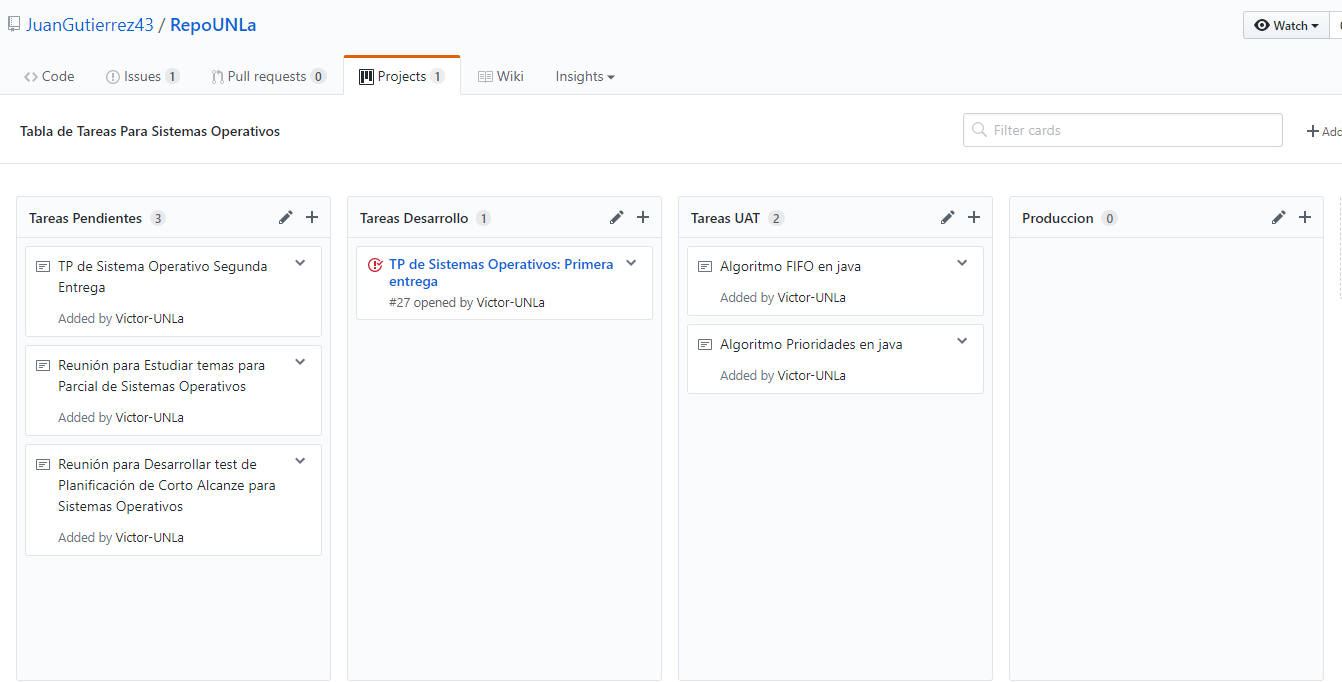 JuanGutierrez43 / RepoUNLa
Watch
Code
Issues 1
Pull requests 0
Projects 1
Wiki
Insights
Tabla de Tareas Para Sistemas Operativos
Filter cards
Add
Tareas Pendientes 3
TP de Sistema Operativo Segunda
Entrega
Added by Victor-UNLa
Reunión para Estudiar temas para
Parcial de Sistemas Operativos
Added by Victor-UNLa
Reunión para Desarrollar test de
Planificación de Corto Alcanze para
Sistemas Operativos
Added by Victor-UNLa
Tareas Desarrollo 1
TP de Sistemas Operativos: Primera
entrega
#27 opened by Victor-UNLa
Tareas UAT 2
Algoritmo FIFO en java
Added by Victor-UNLa
Algoritmo Prioridades en java
Added by Victor-UNLa
Produccion 0